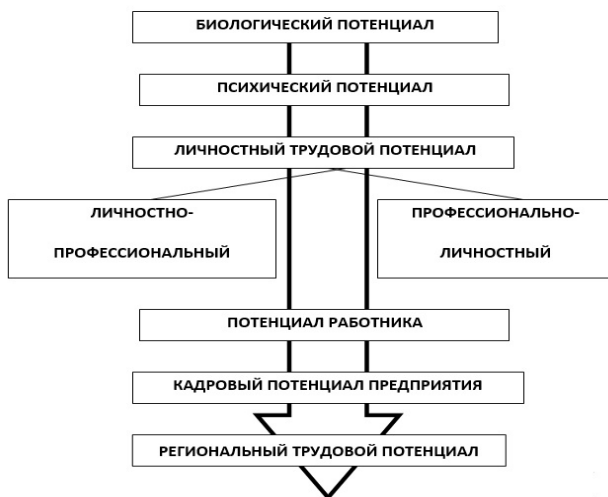 БИОЛОГИЧЕСКИЙ ПОТЕНЦИАЛ
ПСИХИЧЕСКИЙ ПОТЕНЦИАЛ
ЛИЧНОСТНЫЙ ТРУДОВОЙ ПОТЕНЦИАЛ
ЛИЧНОСТНО-
ПРОФЕССИОНАЛЬНЫЙ
ПРОФЕССИОНАЛЬНО-
ЛИЧНОСТНЫЙ
ПОТЕНЦИАЛ РАБОТНИКА
КАДРОВЫЙ ПОТЕНЦИАЛ ПРЕДПРИЯТИЯ
РЕГИОНАЛЬНЫЙ ТРУДОВОЙ ПОТЕНЦИАЛ